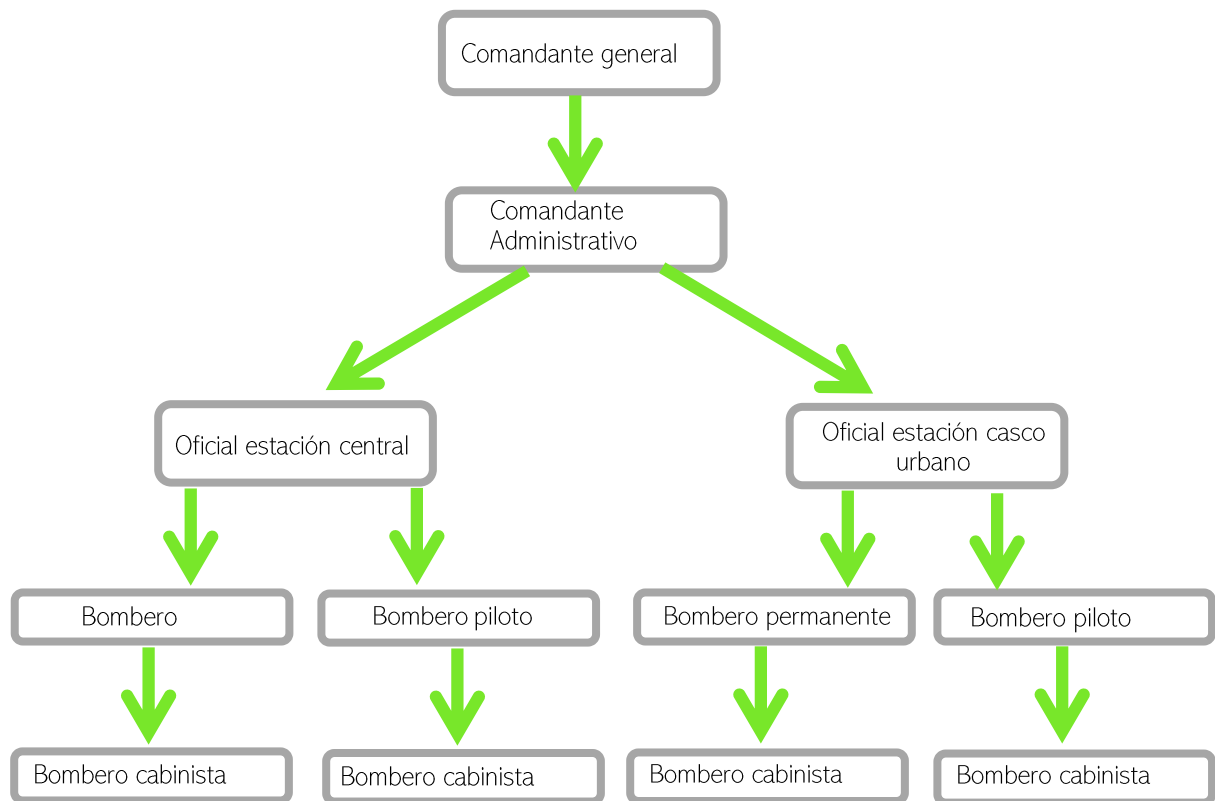 Comandante general
Comandante
Administrativo
Oficial estación central
Oficial estación casco
urbano
Bombero
Bombero piloto
Bombero permanente
Bombero piloto
Bombero cabinista
Bombero cabinista
Bombero cabinista
Bombero cabinista